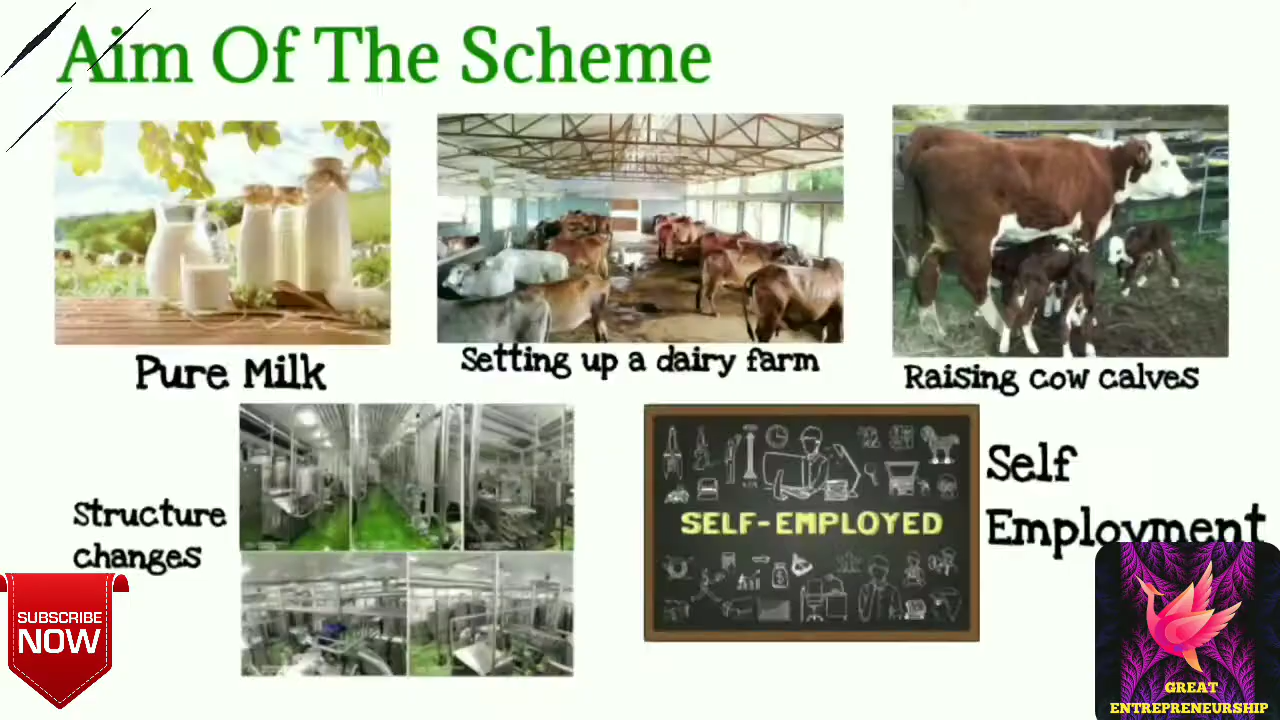 Aim Of The Scheme
Pure Milk
Setting up a dairy farm
Raising cow calves
Structure
changes
SELF-EMPLOYED
Self
Employment
SUBSCRIBE
NOW
GREAT
ENTREPRENEURSHIP